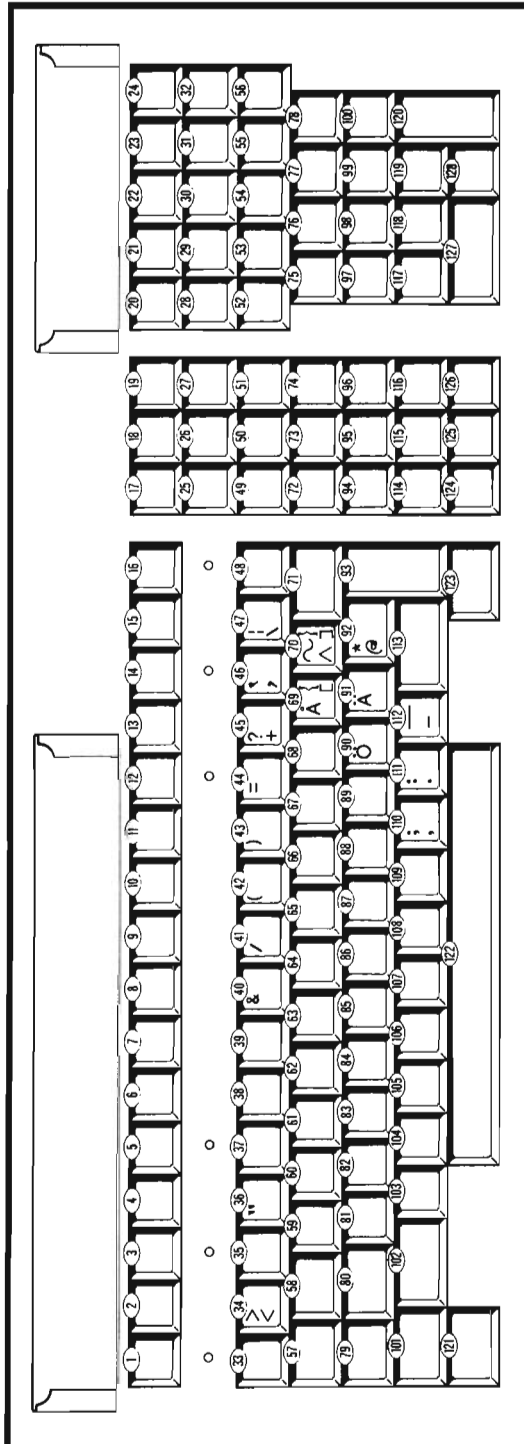 1 2 3 4 5 6 7 8 9 10 11 12 13 14 15 16 17 18 19 20 21 22 23 24
25 26 27 28 29 30 31 32
33 34 35 36 37 38 39 40 41 42 43 44 45 46 47 48 49 50 51 52 53 54 55 56
> < " & / ( ) = ? + ' , ¦ \
57 58 59 60 61 62 63 64 65 66 67 68 69 70 71 72 73 74 75 76 77 78
Å { [ ~ } ^ ]
79 80 81 82 83 84 85 86 87 88 89 90 91 92 93 94 95 96 97 98 99 100
Ö Ä * @
101 102 103 104 105 106 107 108 109 110 111 112 113 114 115 116 117 118 119 120
; , : . _ -
121 122 123 124 125 126 127 128